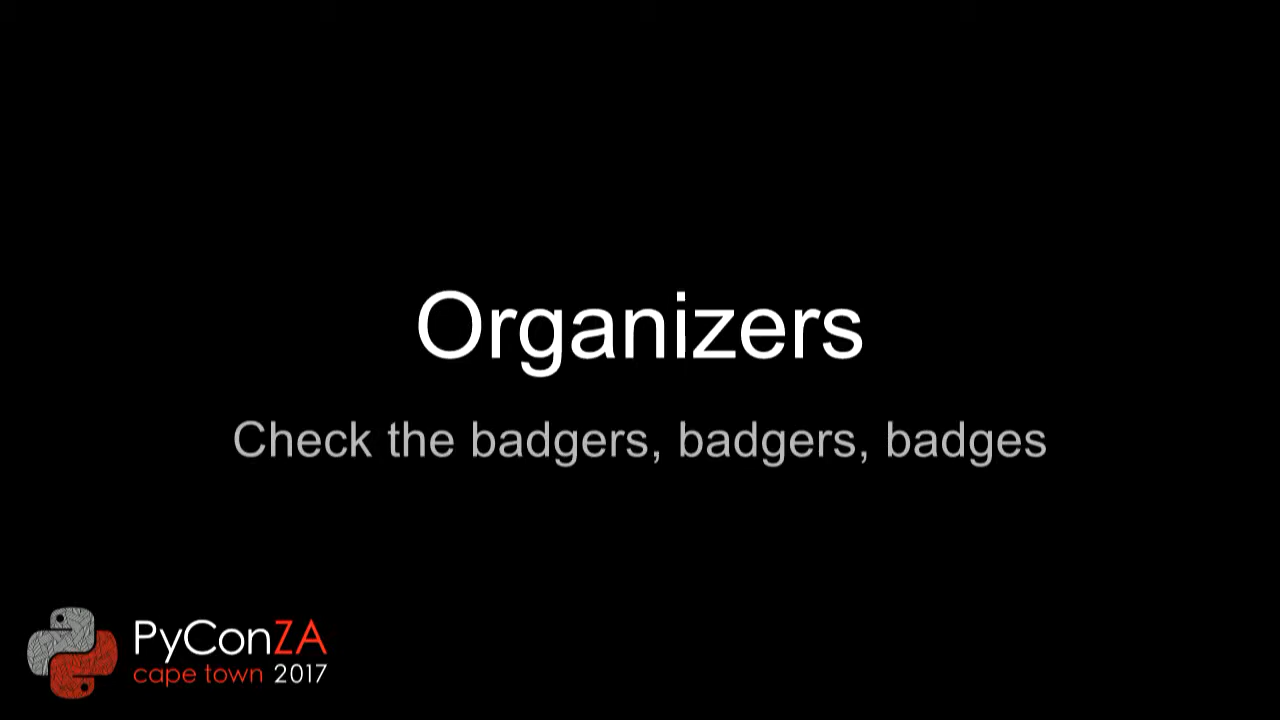 Organizers
Check the badgers, badgers, badges
PyConZA
cape town 2017